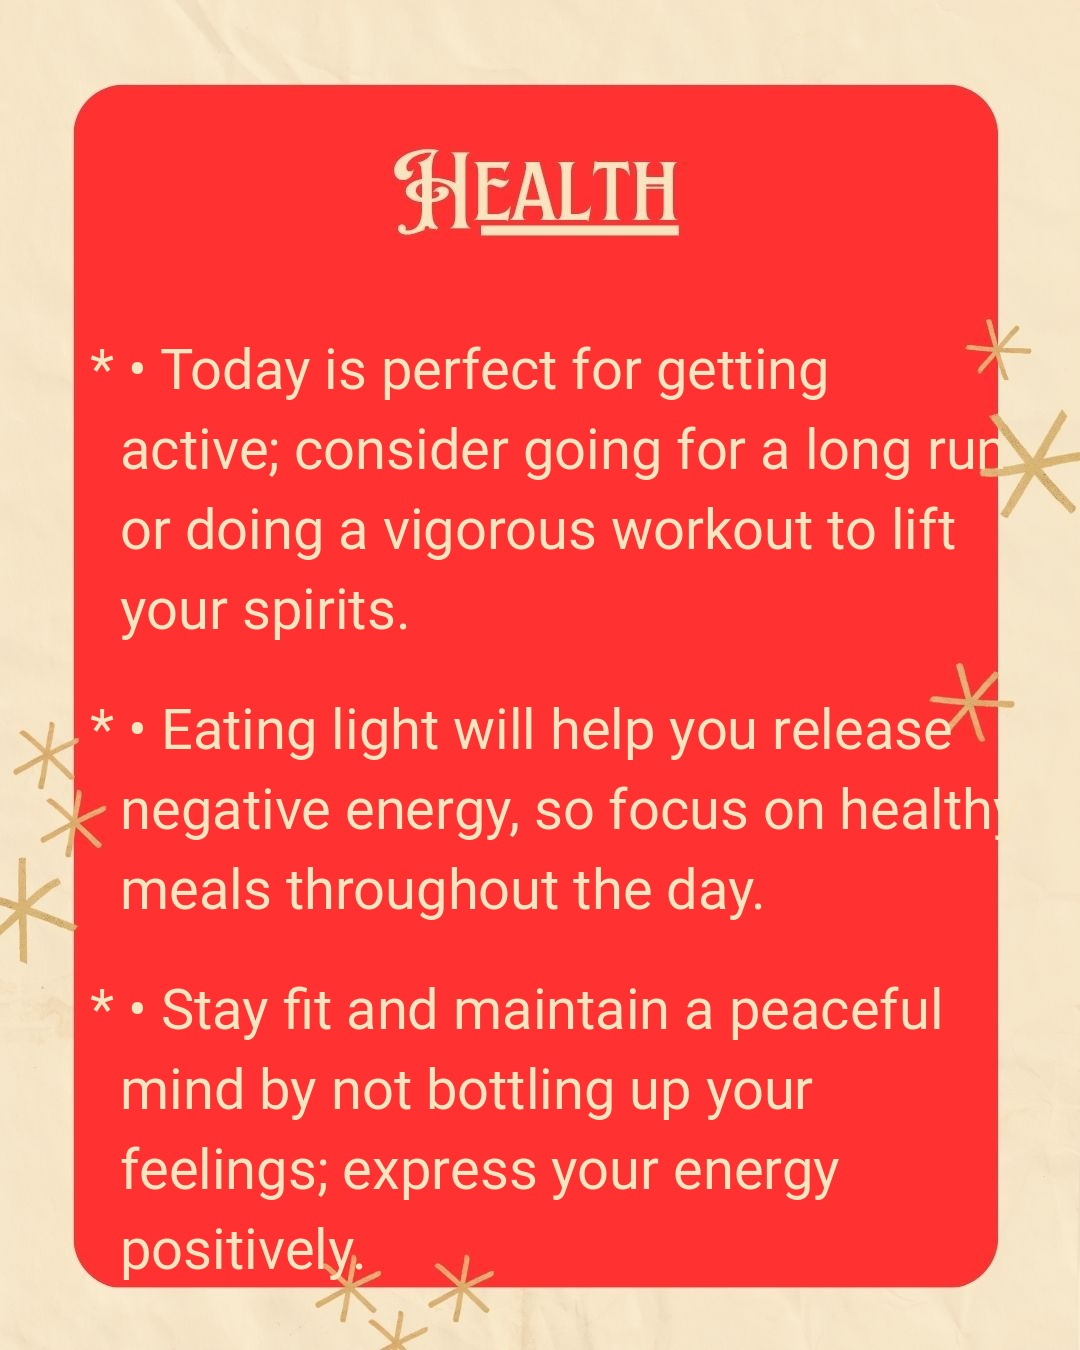 Health
* • Today is perfect for getting
active; consider going for a long run
or doing a vigorous workout to lift
your spirits.
* • Eating light will help you release
negative energy, so focus on healthy
meals throughout the day.
* • Stay fit and maintain a peaceful
mind by not bottling up your
feelings; express your energy
positively.